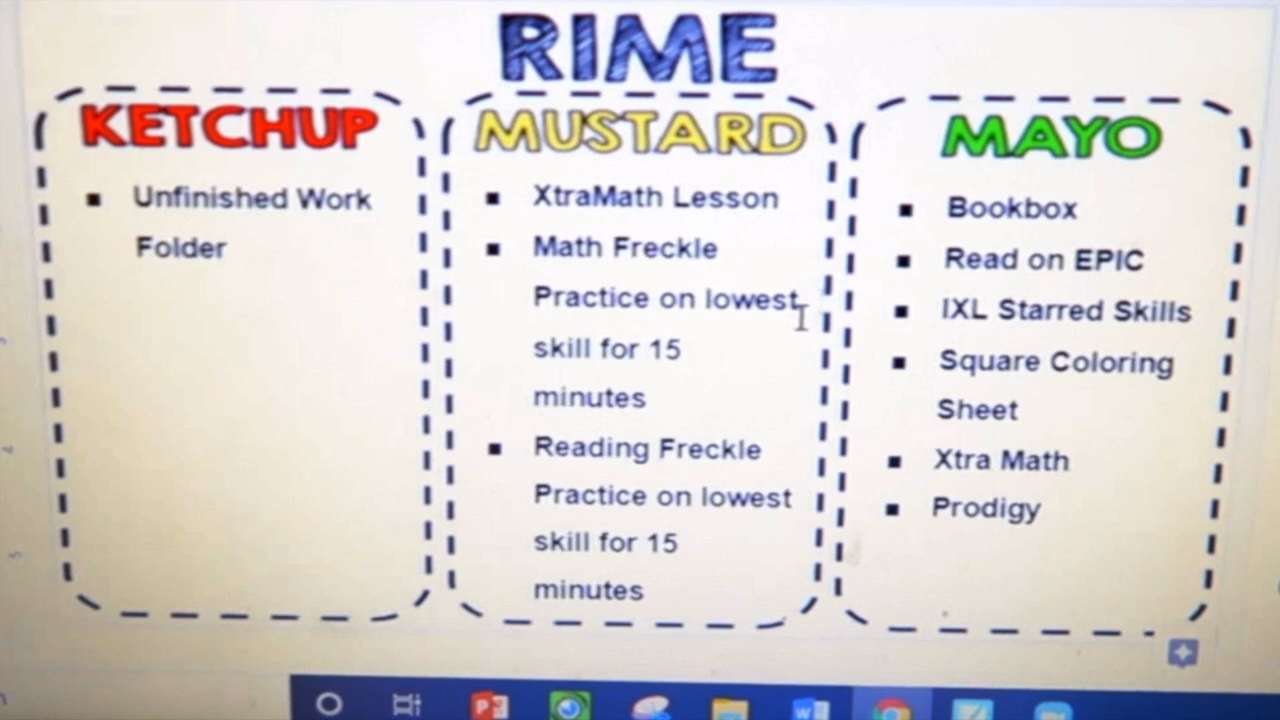 RIME
KETCHUP
Unfinished Work
Folder
MUSTARD
XtraMath Lesson
Math Freckle
Practice on lowest
skill for 15
minutes
Reading Freckle
Practice on lowest
skill for 15
minutes
MAYO
Bookbox
Read on EPIC
IXL Starred Skills
Square Coloring
Sheet
Xtra Math
Prodigy